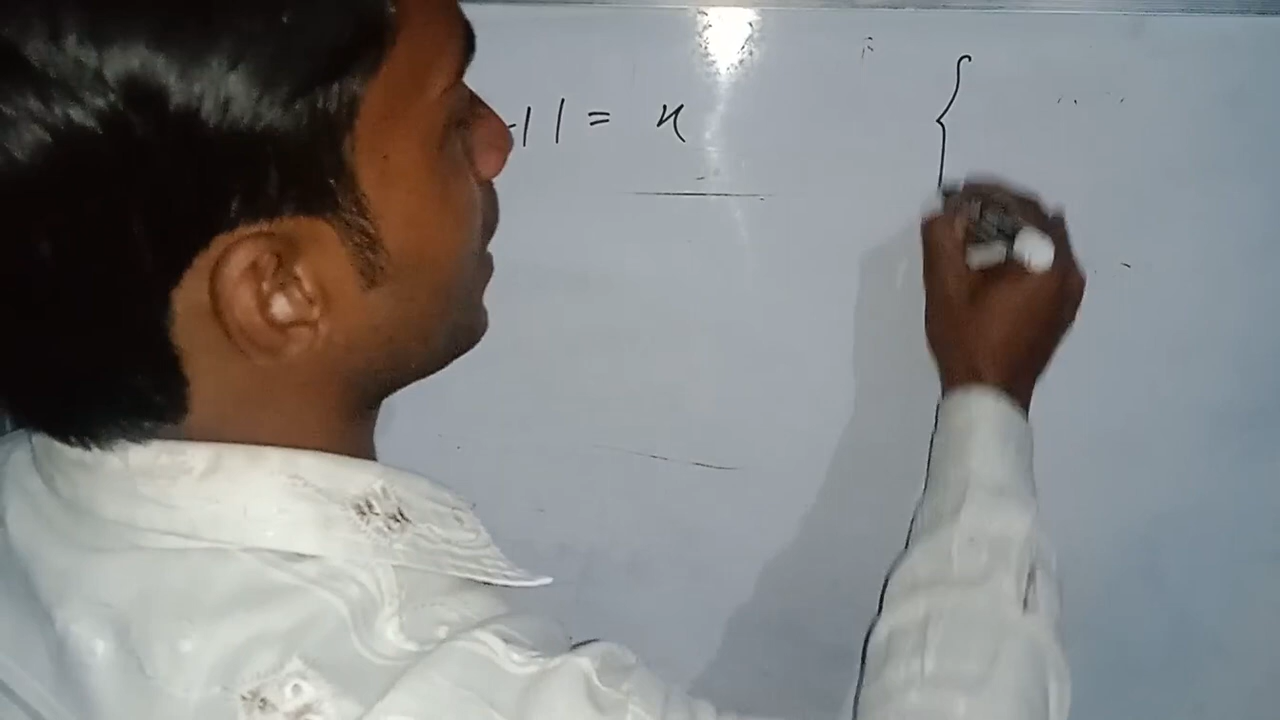 -11 = x {